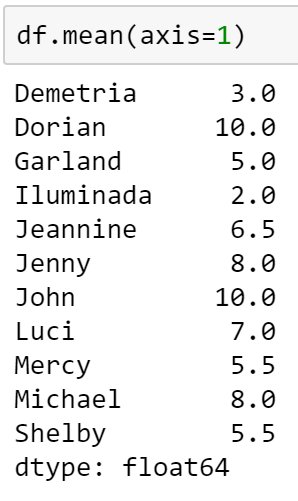 df.mean(axis=1)
Demetria 3.0
Dorian 10.0
Garland 5.0
Iluminada 2.0
Jeannine 6.5
Jenny 8.0
John 10.0
Luci 7.0
Mercy 5.5
Michael 8.0
Shelby 5.5
dtype: float64